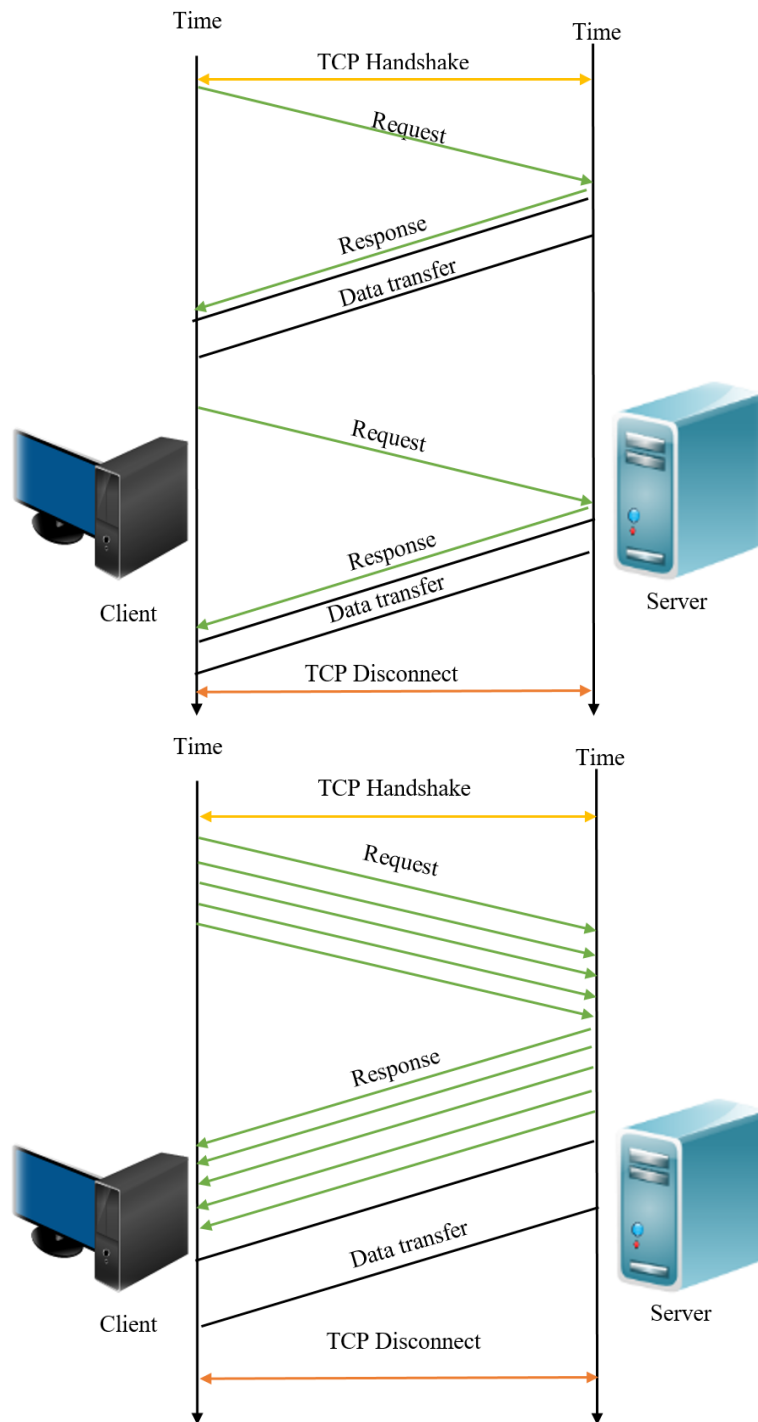 Time
Time
TCP Handshake
Request
Response
Data transfer
Request
Response
Data transfer
Client
Server
TCP Disconnect
Time
Time
TCP Handshake
Request
Response
Data transfer
Client
Server
TCP Disconnect